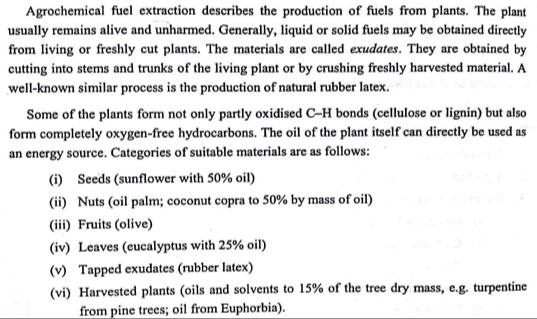 Agrochemical fuel extraction describes the production of fuels from plants. The plant
usually remains alive and unharmed. Generally, liquid or solid fuels may be obtained directly
from living or freshly cut plants. The materials are called exudates. They are obtained by
cutting into stems and trunks of the living plant or by crushing freshly harvested material. A
well-known similar process is the production of natural rubber latex.
Some of the plants form not only partly oxidised C–H bonds (cellulose or lignin) but also
form completely oxygen-free hydrocarbons. The oil of the plant itself can directly be used as
an energy source. Categories of suitable materials are as follows:
(i) Seeds (sunflower with 50% oil)
(ii) Nuts (oil palm; coconut copra to 50% by mass of oil)
(iii) Fruits (olive)
(iv) Leaves (eucalyptus with 25% oil)
(v) Tapped exudates (rubber latex)
(vi) Harvested plants (oils and solvents to 15% of the tree dry mass, e.g. turpentine
from pine trees; oil from Euphorbia).